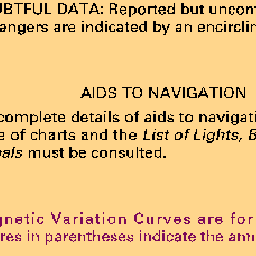 UBTFUL DATA: Reported but uncon
angers are indicated by an encirclin
AIDS TO NAVIGATION
complete details of aids to navigati
e of charts and the List of Lights, B
als must be consulted.
gnetic Variation Curves are for
res in parentheses indicate the ann